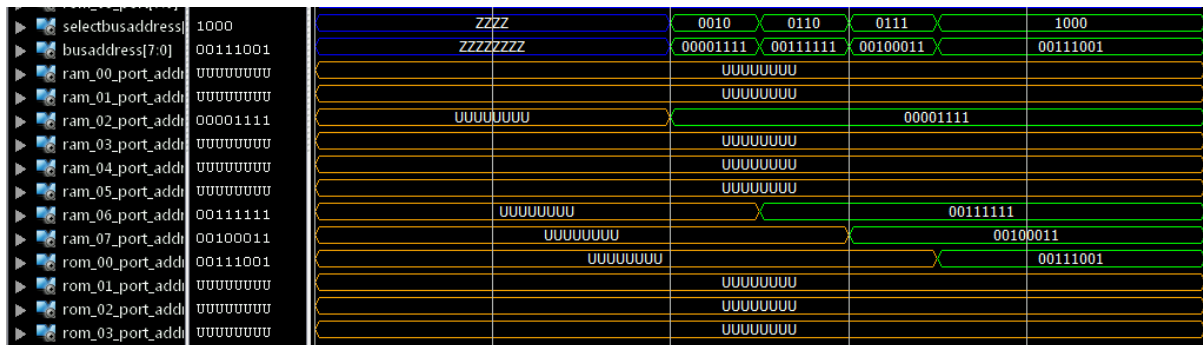 selectbusaddress[ 1000 ZZZZ 0010 0110 0111 1000
busaddress[7:0] 00111001 ZZZZZZZZ 00001111 00111111 00100011 00111001
ram_00_port_addr UUUUUUUU UUUUUUUU
ram_01_port_addr UUUUUUUU UUUUUUUU
ram_02_port_addr 00001111 UUUUUUUU 00001111
ram_03_port_addr UUUUUUUU UUUUUUUU
ram_04_port_addr UUUUUUUU UUUUUUUU
ram_05_port_addr UUUUUUUU UUUUUUUU
ram_06_port_addr 00111111 UUUUUUUU 00111111
ram_07_port_addr 00100011 UUUUUUUU 00100011
rom_00_port_addr 00111001 UUUUUUUU 00111001
rom_01_port_addr UUUUUUUU UUUUUUUU
rom_02_port_addr UUUUUUUU UUUUUUUU
rom_03_port_addr UUUUUUUU UUUUUUUU